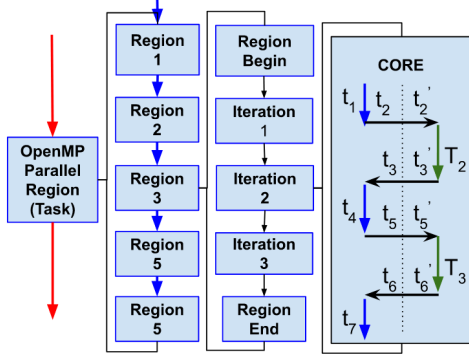 OpenMP
Parallel
Region
(Task)
Region
1
Region
2
Region
3
Region
5
Region
5
Region
Begin
Iteration
1
Iteration
2
Iteration
3
Region
End
CORE
t1 t2 t2'
T2
t3 t3'
t4 t5 t5'
T3
t6 t6'
t7